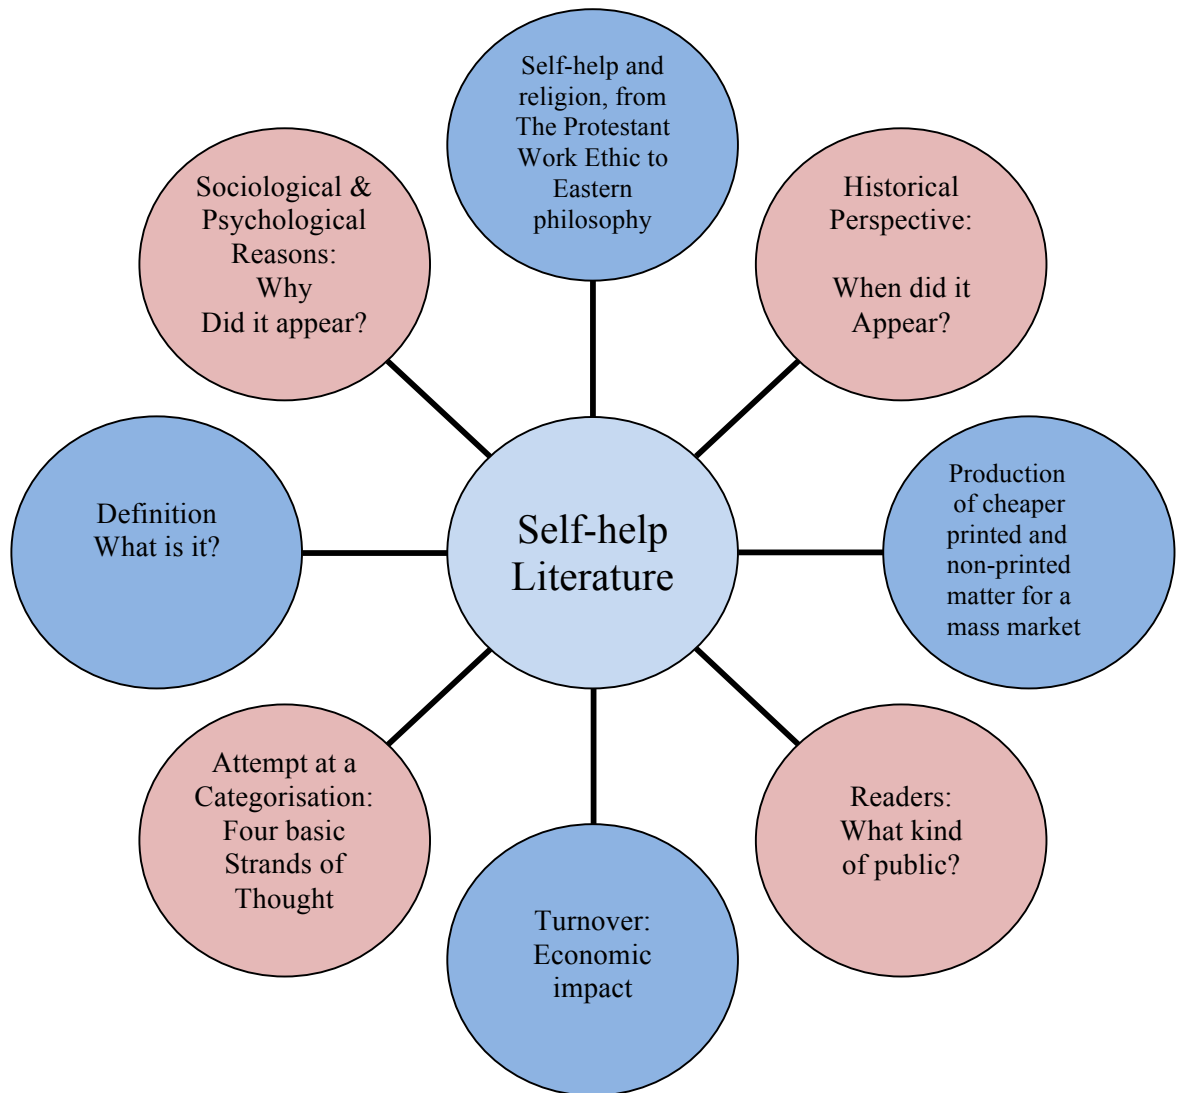 Self-help and
religion, from
The Protestant
Work Ethic to
Eastern
philosophy
Sociological &
Psychological
Reasons:
Why
Did it appear?
Historical
Perspective:
When did it
Appear?
Definition
What is it?
Self-help
Literature
Production
of cheaper
printed and
non-printed
matter for a
mass market
Attempt at a
Categorisation:
Four basic
Strands of
Thought
Readers:
What kind
of public?
Turnover:
Economic
impact